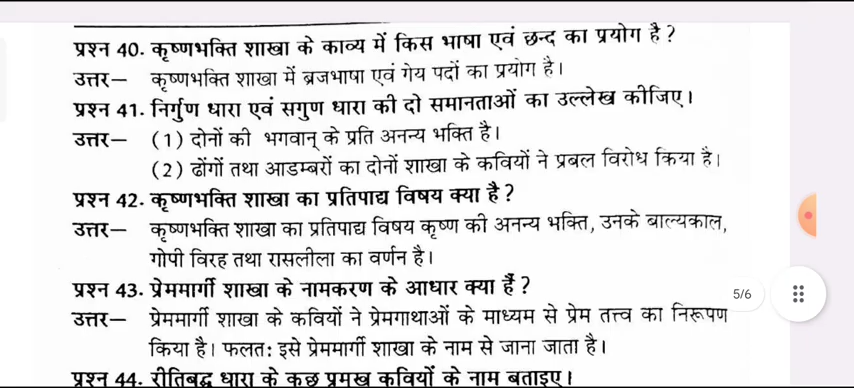 प्रश्न 40. कृष्णभक्ति शाखा के काव्य में किस भाषा एवं छन्द का प्रयोग है?
उत्तर— कृष्णभक्ति शाखा में ब्रजभाषा एवं गेय पदों का प्रयोग है।
प्रश्न 41. निर्गुण धारा एवं सगुण धारा की दो समानताओं का उल्लेख कीजिए।
उत्तर— (1) दोनों की भगवान् के प्रति अनन्य भक्ति है।
(2) ढोंगों तथा आडम्बरों का दोनों शाखा के कवियों ने प्रबल विरोध किया है।
प्रश्न 42. कृष्णभक्ति शाखा का प्रतिपाद्य विषय क्या है?
उत्तर— कृष्णभक्ति शाखा का प्रतिपाद्य विषय कृष्ण की अनन्य भक्ति, उनके बाल्यकाल,
गोपी विरह तथा रासलीला का वर्णन है।
प्रश्न 43. प्रेममार्गी शाखा के नामकरण के आधार क्या हैं?
5/6
उत्तर— प्रेममार्गी शाखा के कवियों ने प्रेमगाथाओं के माध्यम से प्रेम तत्त्व का निरूपण
किया है। फलतः इसे प्रेममार्गी शाखा के नाम से जाना जाता है।
प्रश्न 44. रीतिबद्ध धारा के कुछ प्रमुख कवियों के नाम बताइए।